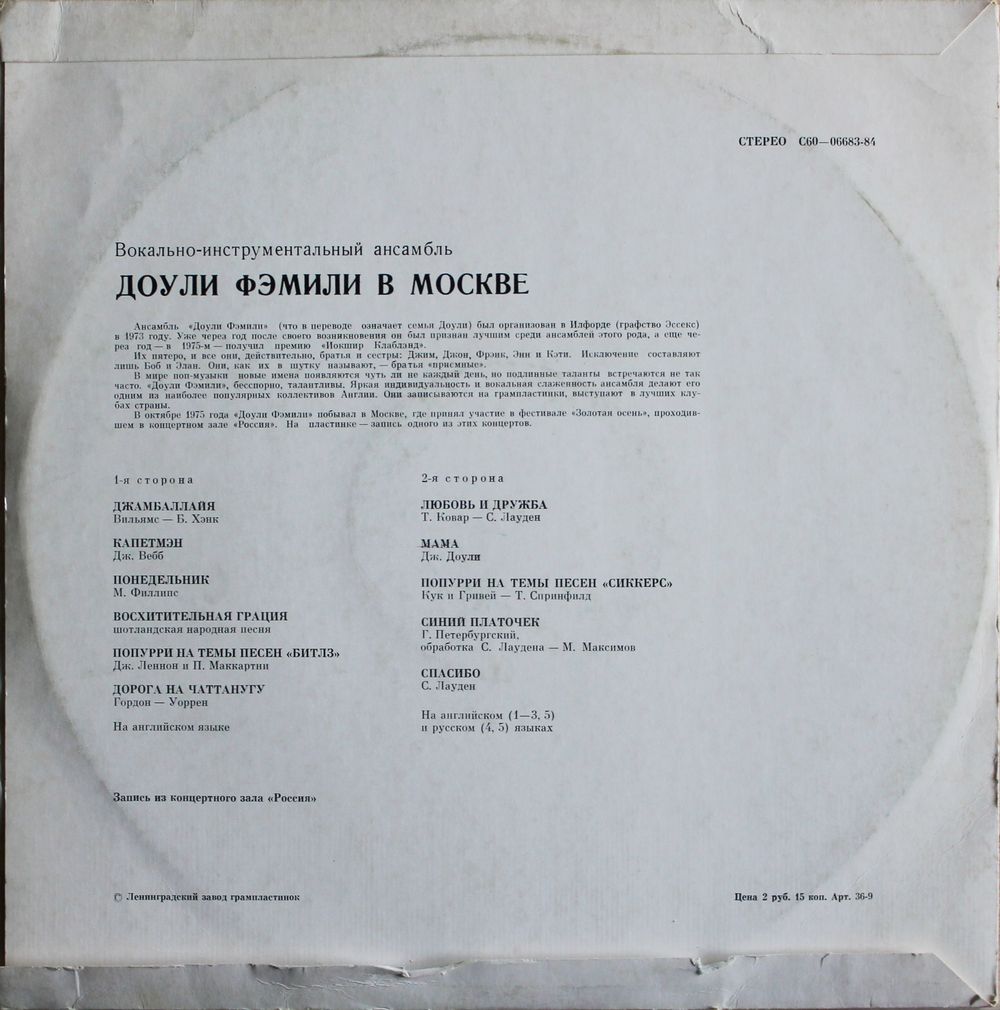 СТЕРЕО С60—06683-84
Вокально-инструментальный ансамбль
ДОУЛИ ФЭМИЛИ В МОСКВЕ
Ансамбль «Доули Фэмили» (что в переводе означает семья Доули) был организован в Илфорде (графство Эссекс)
в 1973 году. Уже через год после своего возникновения он был признан лучшим среди ансамблей этого рода, а еще че-
рез год — в 1975-м — получил премию «Йокшир Клаблэнд».
Их пятеро, и все они, действительно, братья и сестры: Джим, Джон, Фрэнк, Энн и Кэти. Исключение составляют
лишь Боб и Элан. Они, как их в шутку называют, — братья «приемные».
В мире поп-музыки новые имена появляются чуть ли не каждый день, но подлинные таланты встречаются не так
часто. «Доули Фэмили», бесспорно, талантливы. Яркая индивидуальность и вокальная слаженность ансамбля делают его
одним из наиболее популярных коллективов Англии. Они записываются на грампластинки, выступают в лучших клу-
бах страны.
В октябре 1975 года «Доули Фэмили» побывал в Москве, где принял участие в фестивале «Золотая осень», проходив-
шем в концертном зале «Россия». На пластинке — запись одного из этих концертов.
1-я сторона
ДЖАМБАЛЛАЙЯ
Вильямс — Б. Хэнк
КАПЕТМЭН
Дж. Вебб
ПОНЕДЕЛЬНИК
М. Филлипс
ВОСХИТИТЕЛЬНАЯ ГРАЦИЯ
шотландская народная песня
ПОПУРРИ НА ТЕМЫ ПЕСЕН «БИТЛЗ»
Дж. Леннон и П. Маккартни
ДОРОГА НА ЧАТТАНУГУ
Гордон — Уоррен
На английском языке
2-я сторона
ЛЮБОВЬ И ДРУЖБА
Т. Ковар — С. Лауден
МАМА
Дж. Доули
ПОПУРРИ НА ТЕМЫ ПЕСЕН «СИККЕРС»
Кук и Гривей — Т. Спринфилд
СИНИЙ ПЛАТОЧЕК
Г. Петербургский,
обработка С. Лаудена — М. Максимов
СПАСИБО
С. Лауден
На английском (1—3, 5)
и русском (4, 5) языках
Запись из концертного зала «Россия»
© Ленинградский завод грампластинок
Цена 2 руб. 15 коп. Арт. 36-9